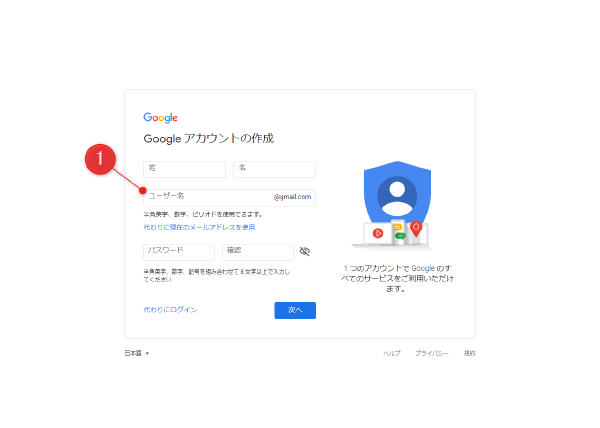 Google
Google アカウントの作成
1
姓 名
ユーザー名 @gmail.com
半角英字、数字、ピリオドを使用できます。
代わりに現在のメールアドレスを使用
パスワード 確認
半角英字、数字、記号を組み合わせて 8 文字以上で入力し
てください
1 つのアカウントで Google のす
べてのサービスをご利用いただけ
ます。
代わりにログイン 次へ
日本語 ヘルプ プライバシー 規約